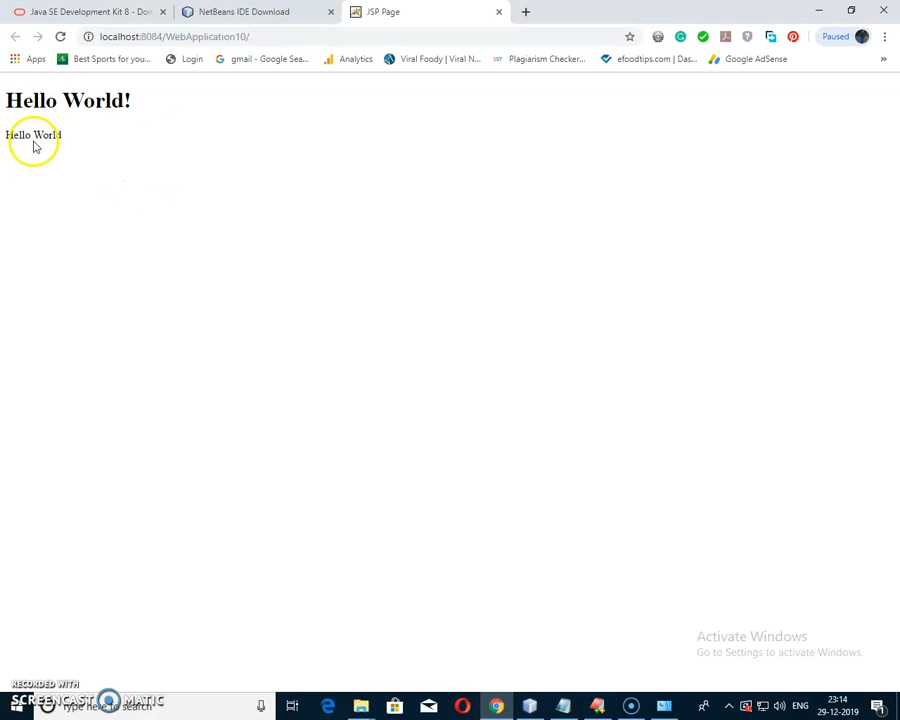 Java SE Development Kit 8 - Dow
NetBeans IDE Download
JSP Page
localhost:8084/WebApplication10/
Paused
Apps
Best Sports for you...
Login
gmail - Google Sea...
Analytics
Viral Foody | Viral N...
Plagiarism Checker...
efoodtips.com | Das...
Google AdSense
Hello World!
Hello World
Activate Windows
Go to Settings to activate Windows.
RECORDED WITH
SCREENCAST MATIC
Type here to search
ENG
23:14
29-12-2019